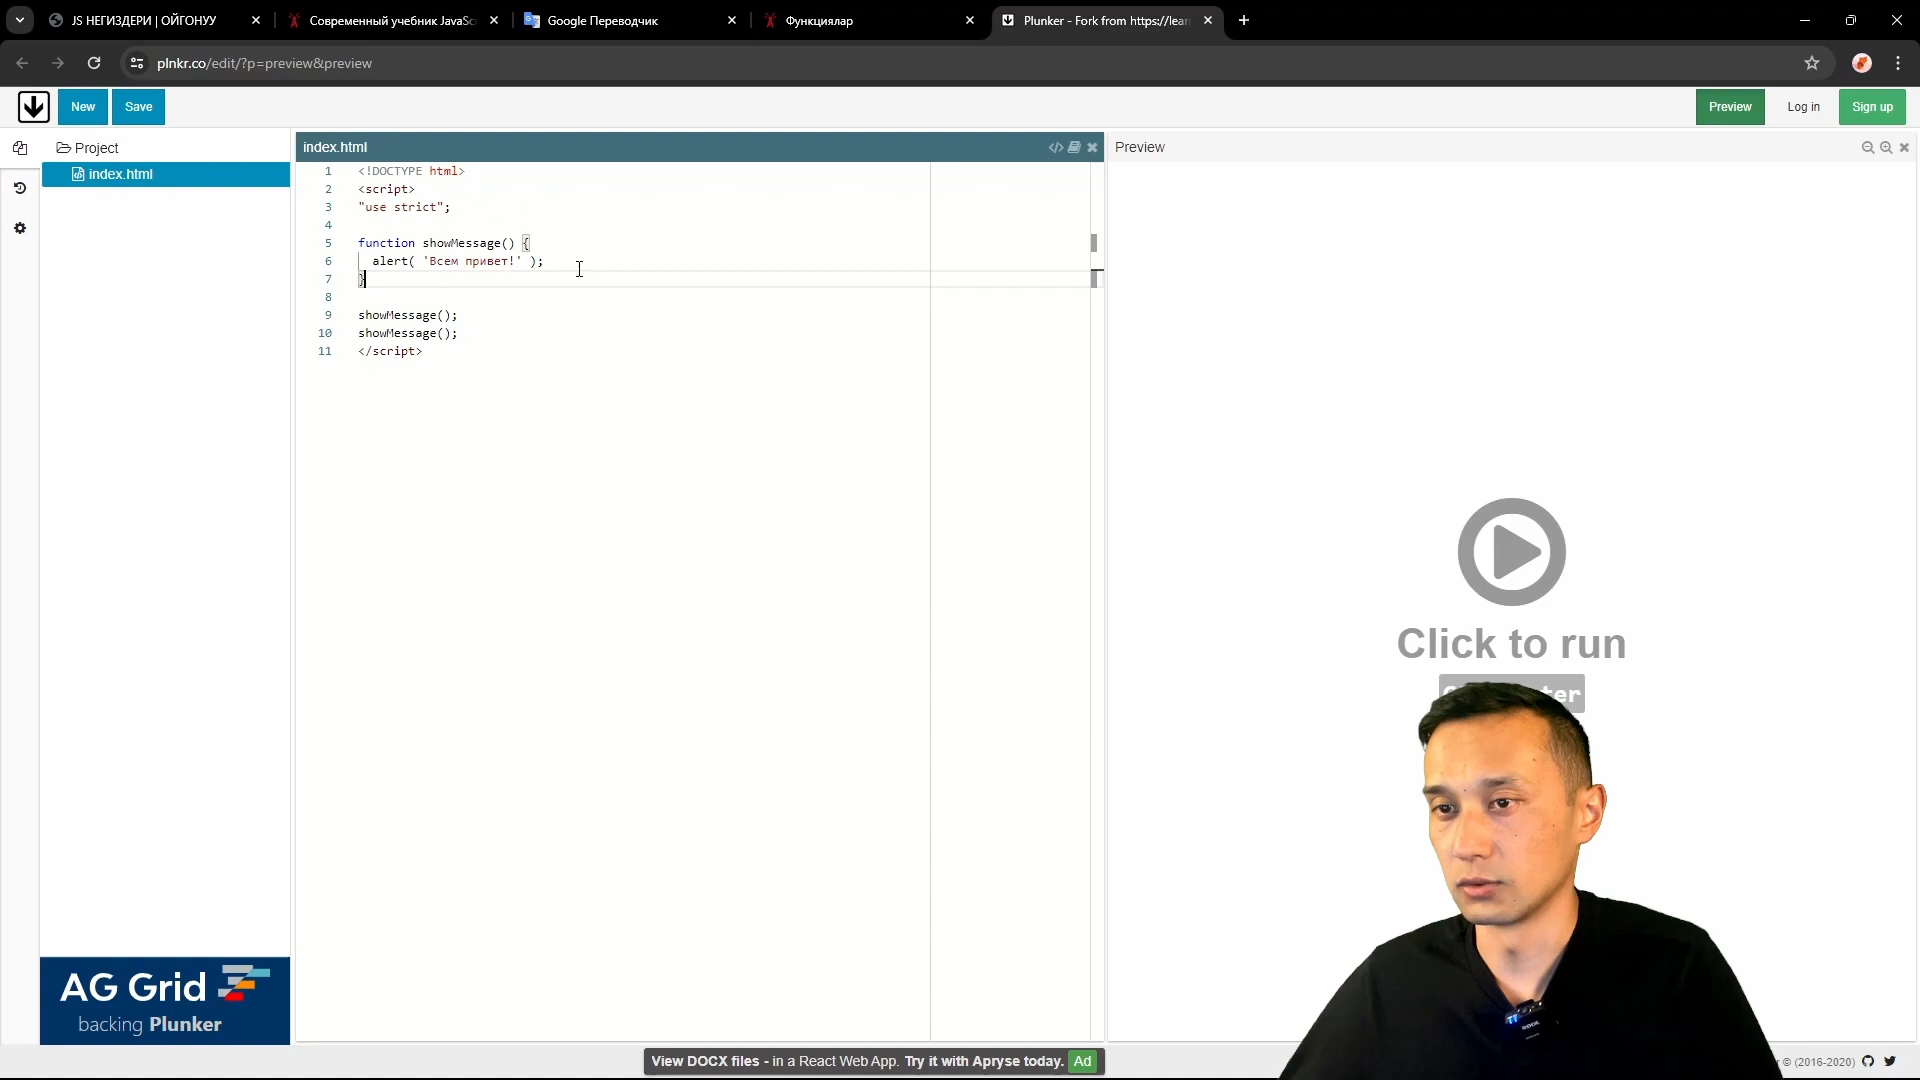 JS НЕГИЗДЕРИ | ОЙГОНУУ
Современный учебник JavaSc
Google Переводчик
Функциялар
Plunker - Fork from https://lear
plnkr.co/edit/?p=preview&preview
New
Save
Preview
Log in
Sign up
Project
index.html
index.html
1 <!DOCTYPE html>
2 <script>
3 "use strict";
4
5 function showMessage() {
6 alert( 'Всем привет!' );
7 }
8
9 showMessage();
10 showMessage();
11 </script>
Preview
Click to run
AG Grid
backing Plunker
View DOCX files - in a React Web App. Try it with Apryse today. Ad
© (2016-2020)
RODE